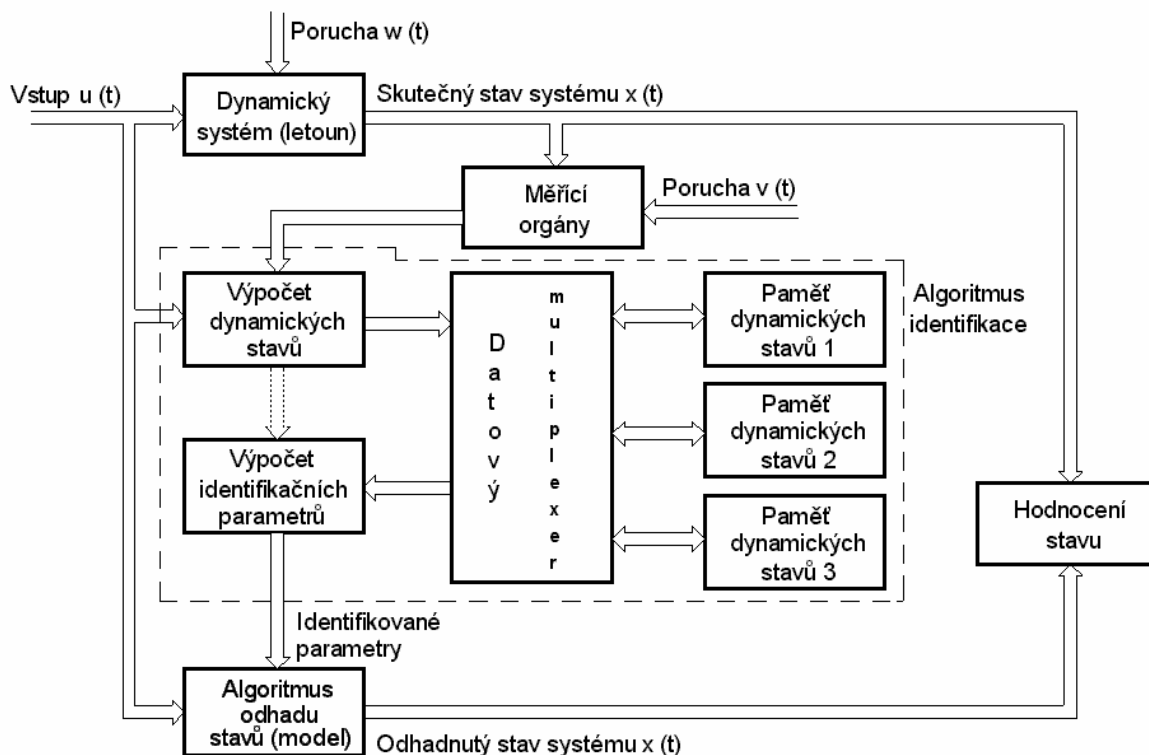 Porucha w (t)
Vstup u (t)
Dynamický
systém (letoun)
Skutečný stav systému x (t)
Měřící
orgány
Porucha v (t)
Výpočet
dynamických
stavů
Datový
multiplexer
Paměť
dynamických
stavů 1
Algoritmus
identifikace
Paměť
dynamických
stavů 2
Výpočet
identifikačních
parametrů
Paměť
dynamických
stavů 3
Hodnocení
stavu
Identifikované
parametry
Algoritmus
odhadu
stavů (model)
Odhadnutý stav systému x (t)